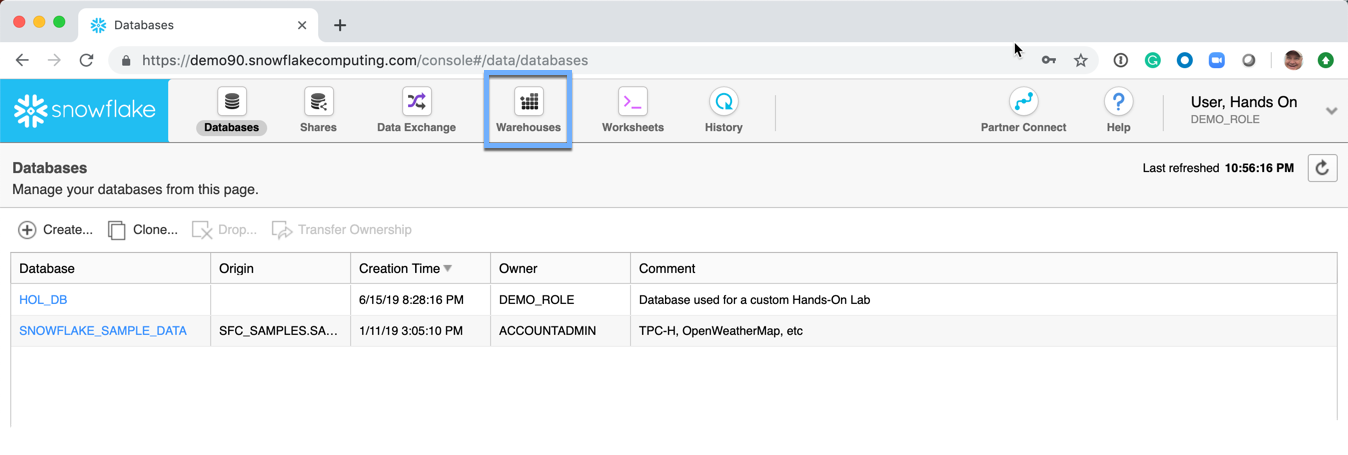 Databases
https://demo90.snowflakecomputing.com/console#/data/databases
snowflake
Databases Shares Data Exchange Warehouses Worksheets History Partner Connect Help User, Hands On
DEMO_ROLE
Databases
Manage your databases from this page.
Last refreshed 10:56:16 PM
Create... Clone... Drop... Transfer Ownership
Database Origin Creation Time Owner Comment
HOL_DB 6/15/19 8:28:16 PM DEMO_ROLE Database used for a custom Hands-On Lab
SNOWFLAKE_SAMPLE_DATA SFC_SAMPLES.SA... 1/11/19 3:05:10 PM ACCOUNTADMIN TPC-H, OpenWeatherMap, etc